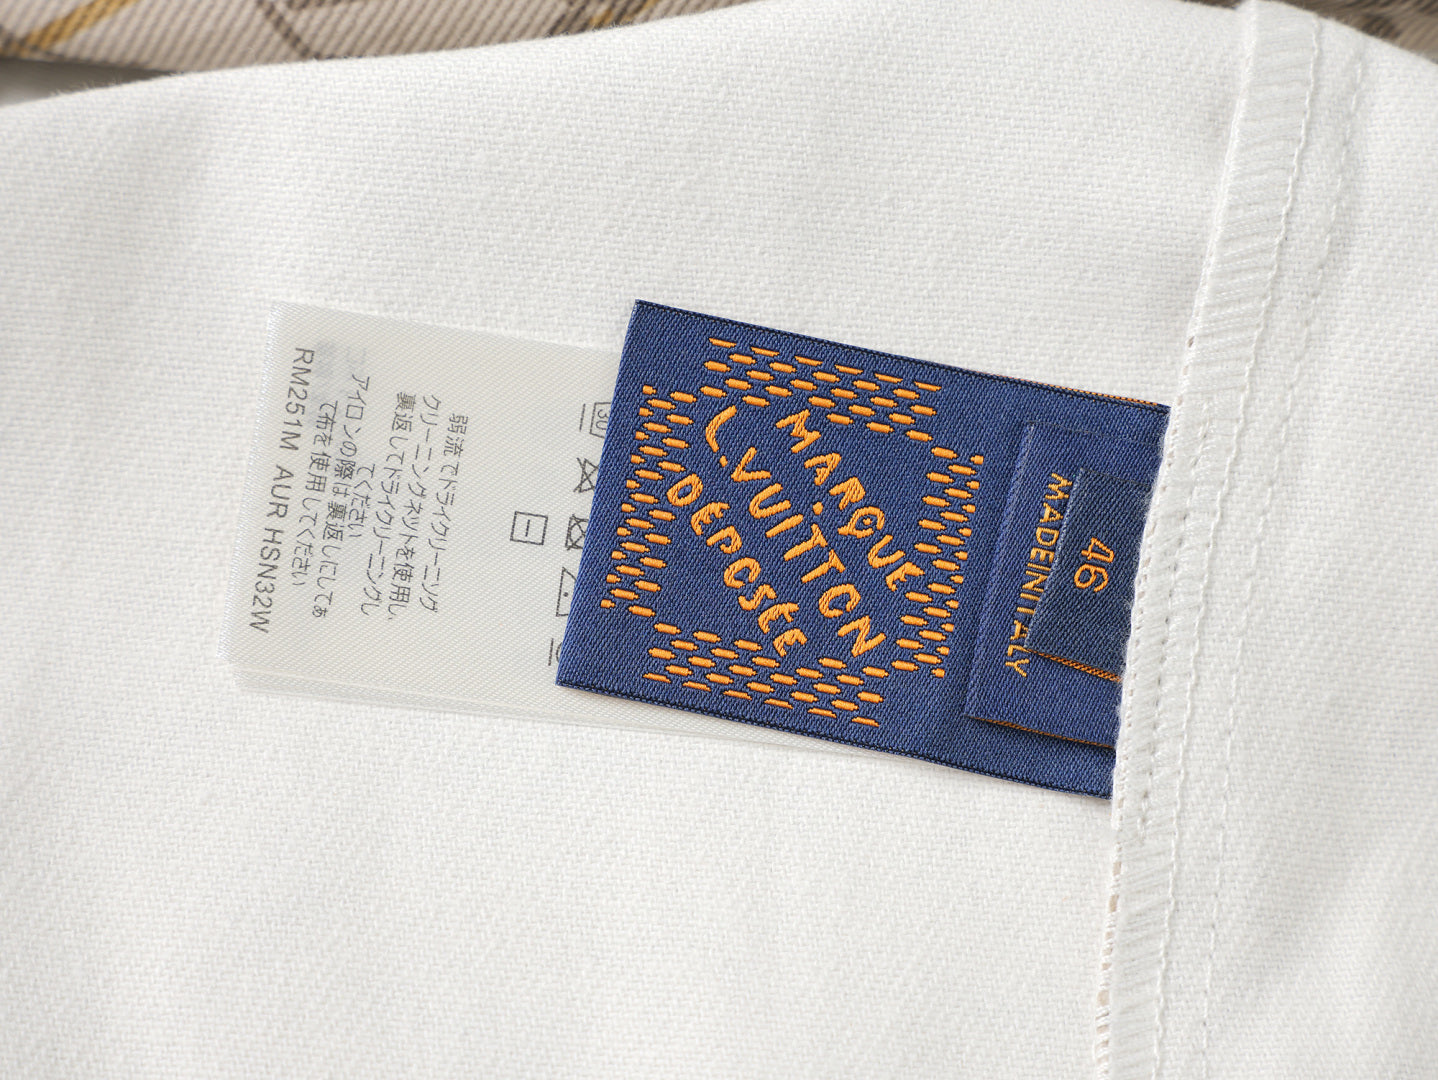 MARQUE
L.VUITTON
DEPOSÉE
MADE IN ITALY
46
30
弱流でドライクリーニング
クリーニングネットを使用し、
裏返してドライクリーニングし
てください
アイロンの際は裏返しにしてあ
て布を使用してください
RM251M AUR HSN32W